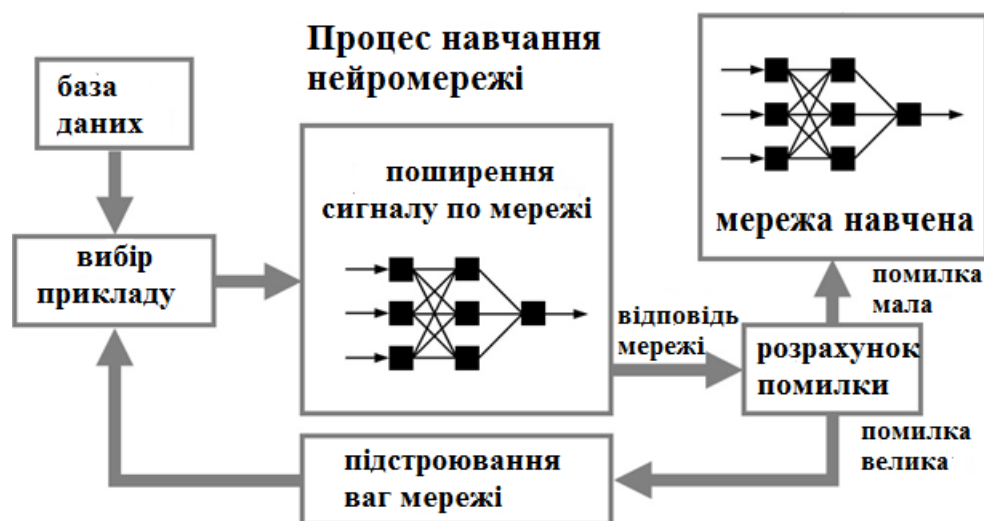 Процес навчання
нейромережі
база
даних
вибір
прикладу
поширення
сигналу по мережі
відповідь
мережі
розрахунок
помилки
помилка
мала
мережа навчена
помилка
велика
підстроювання
ваг мережі